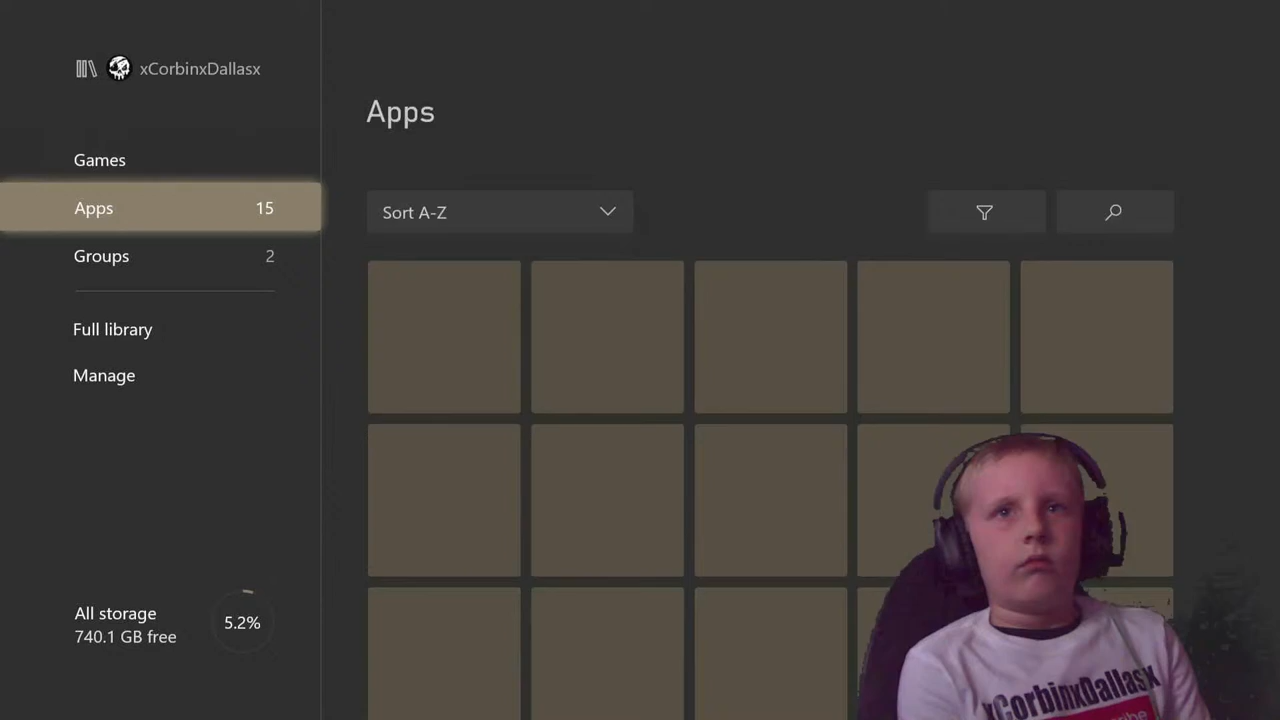 xCorbinxDallasx
Apps
Games
Apps 15
Groups 2
Sort A-Z
Full library
Manage
All storage
740.1 GB free
5.2%
xCorbinxDallasx